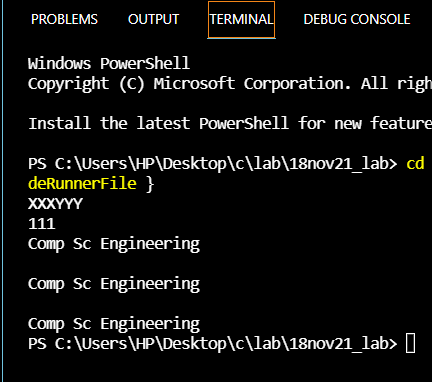 PROBLEMS OUTPUT TERMINAL DEBUG CONSOLE
Windows PowerShell
Copyright (C) Microsoft Corporation. All righ
Install the latest PowerShell for new feature
PS C:\Users\HP\Desktop\c\lab\18nov21_lab> cd
deRunnerFile }
XXXYYY
111
Comp Sc Engineering
Comp Sc Engineering
Comp Sc Engineering
PS C:\Users\HP\Desktop\c\lab\18nov21_lab>